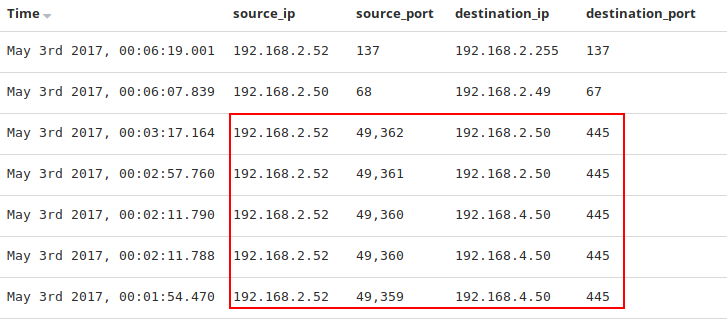 Time source_ip source_port destination_ip destination_port
May 3rd 2017, 00:06:19.001 192.168.2.52 137 192.168.2.255 137
May 3rd 2017, 00:06:07.839 192.168.2.50 68 192.168.2.49 67
May 3rd 2017, 00:03:17.164 192.168.2.52 49,362 192.168.2.50 445
May 3rd 2017, 00:02:57.760 192.168.2.52 49,361 192.168.2.50 445
May 3rd 2017, 00:02:11.790 192.168.2.52 49,360 192.168.4.50 445
May 3rd 2017, 00:02:11.788 192.168.2.52 49,360 192.168.4.50 445
May 3rd 2017, 00:01:54.470 192.168.2.52 49,359 192.168.4.50 445